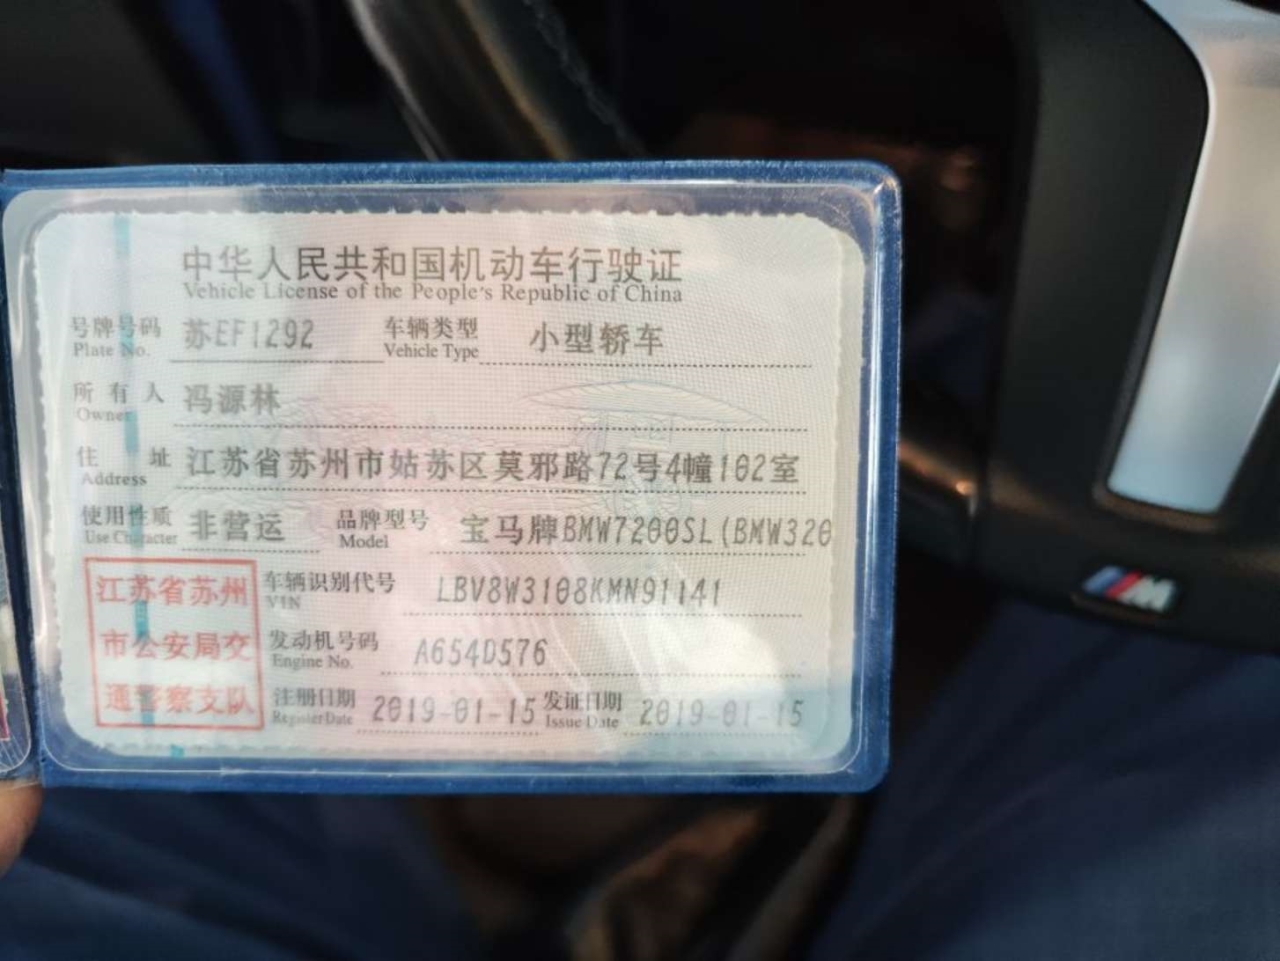 中华人民共和国机动车行驶证
Vehicle License of the People's Republic of China
号牌号码 苏EF1292 车辆类型 小型轿车
Plate No. Vehicle Type
所有人 冯源林
Owner
住址 江苏省苏州市姑苏区莫邪路72号4幢102室
Address
使用性质 非营运 品牌型号 宝马牌BMW7200SL(BMW320
Use Character Model
江苏省苏州
市公安局交
通警察支队
车辆识别代号 LBV8W3108KMN91141
VIN
发动机号码 A654D576
Engine No.
注册日期 2019-01-15 发证日期 2019-01-15
Register Date Issue Date
M